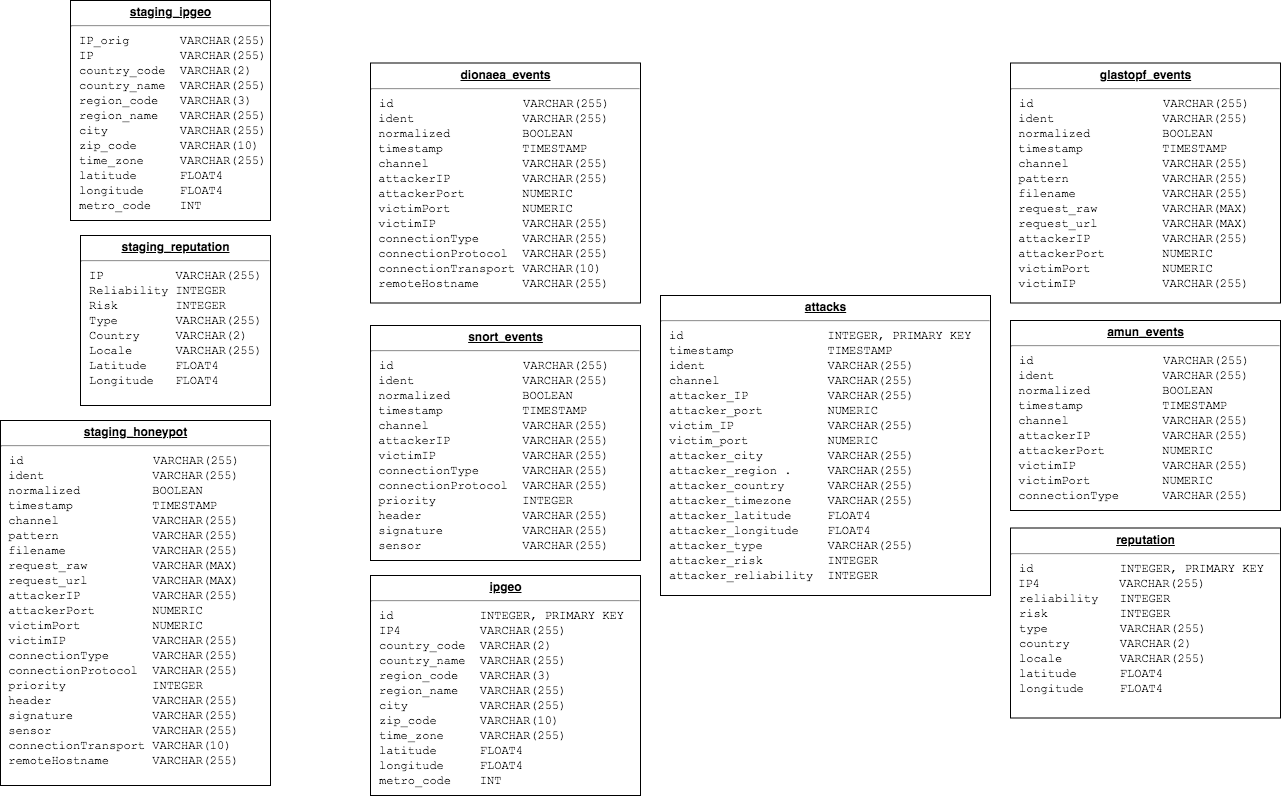 staging_ipgeo
IP_orig VARCHAR(255)
IP VARCHAR(255)
country_code VARCHAR(2)
country_name VARCHAR(255)
region_code VARCHAR(3)
region_name VARCHAR(255)
city VARCHAR(255)
zip_code VARCHAR(10)
time_zone VARCHAR(255)
latitude FLOAT4
longitude FLOAT4
metro_code INT
staging_reputation
IP VARCHAR(255)
Reliability INTEGER
Risk INTEGER
Type VARCHAR(255)
Country VARCHAR(2)
Locale VARCHAR(255)
Latitude FLOAT4
Longitude FLOAT4
staging_honeypot
id VARCHAR(255)
ident VARCHAR(255)
normalized BOOLEAN
timestamp TIMESTAMP
channel VARCHAR(255)
pattern VARCHAR(255)
filename VARCHAR(255)
request_raw VARCHAR(MAX)
request_url VARCHAR(MAX)
attackerIP VARCHAR(255)
attackerPort NUMERIC
victimPort NUMERIC
victimIP VARCHAR(255)
connectionType VARCHAR(255)
connectionProtocol VARCHAR(255)
priority INTEGER
header VARCHAR(255)
signature VARCHAR(255)
sensor VARCHAR(255)
connectionTransport VARCHAR(10)
remoteHostname VARCHAR(255)
dionaea_events
id VARCHAR(255)
ident VARCHAR(255)
normalized BOOLEAN
timestamp TIMESTAMP
channel VARCHAR(255)
attackerIP VARCHAR(255)
attackerPort NUMERIC
victimPort NUMERIC
victimIP VARCHAR(255)
connectionType VARCHAR(255)
connectionProtocol VARCHAR(255)
connectionTransport VARCHAR(10)
remoteHostname VARCHAR(255)
snort_events
id VARCHAR(255)
ident VARCHAR(255)
normalized BOOLEAN
timestamp TIMESTAMP
channel VARCHAR(255)
attackerIP VARCHAR(255)
victimIP VARCHAR(255)
connectionType VARCHAR(255)
connectionProtocol VARCHAR(255)
priority INTEGER
header VARCHAR(255)
signature VARCHAR(255)
sensor VARCHAR(255)
ipgeo
id INTEGER, PRIMARY KEY
IP4 VARCHAR(255)
country_code VARCHAR(2)
country_name VARCHAR(255)
region_code VARCHAR(3)
region_name VARCHAR(255)
city VARCHAR(255)
zip_code VARCHAR(10)
time_zone VARCHAR(255)
latitude FLOAT4
longitude FLOAT4
metro_code INT
attacks
id INTEGER, PRIMARY KEY
timestamp TIMESTAMP
ident VARCHAR(255)
channel VARCHAR(255)
attacker_IP VARCHAR(255)
attacker_port NUMERIC
victim_IP VARCHAR(255)
victim_port NUMERIC
attacker_city VARCHAR(255)
attacker_region . VARCHAR(255)
attacker_country VARCHAR(255)
attacker_timezone VARCHAR(255)
attacker_latitude FLOAT4
attacker_longitude FLOAT4
attacker_type VARCHAR(255)
attacker_risk INTEGER
attacker_reliability INTEGER
glastopf_events
id VARCHAR(255)
ident VARCHAR(255)
normalized BOOLEAN
timestamp TIMESTAMP
channel VARCHAR(255)
pattern VARCHAR(255)
filename VARCHAR(255)
request_raw VARCHAR(MAX)
request_url VARCHAR(MAX)
attackerIP VARCHAR(255)
attackerPort NUMERIC
victimPort NUMERIC
victimIP VARCHAR(255)
amun_events
id VARCHAR(255)
ident VARCHAR(255)
normalized BOOLEAN
timestamp TIMESTAMP
channel VARCHAR(255)
attackerIP VARCHAR(255)
attackerPort NUMERIC
victimIP VARCHAR(255)
victimPort NUMERIC
connectionType VARCHAR(255)
reputation
id INTEGER, PRIMARY KEY
IP4 VARCHAR(255)
reliability INTEGER
risk INTEGER
type VARCHAR(255)
country VARCHAR(2)
locale VARCHAR(255)
latitude FLOAT4
longitude FLOAT4